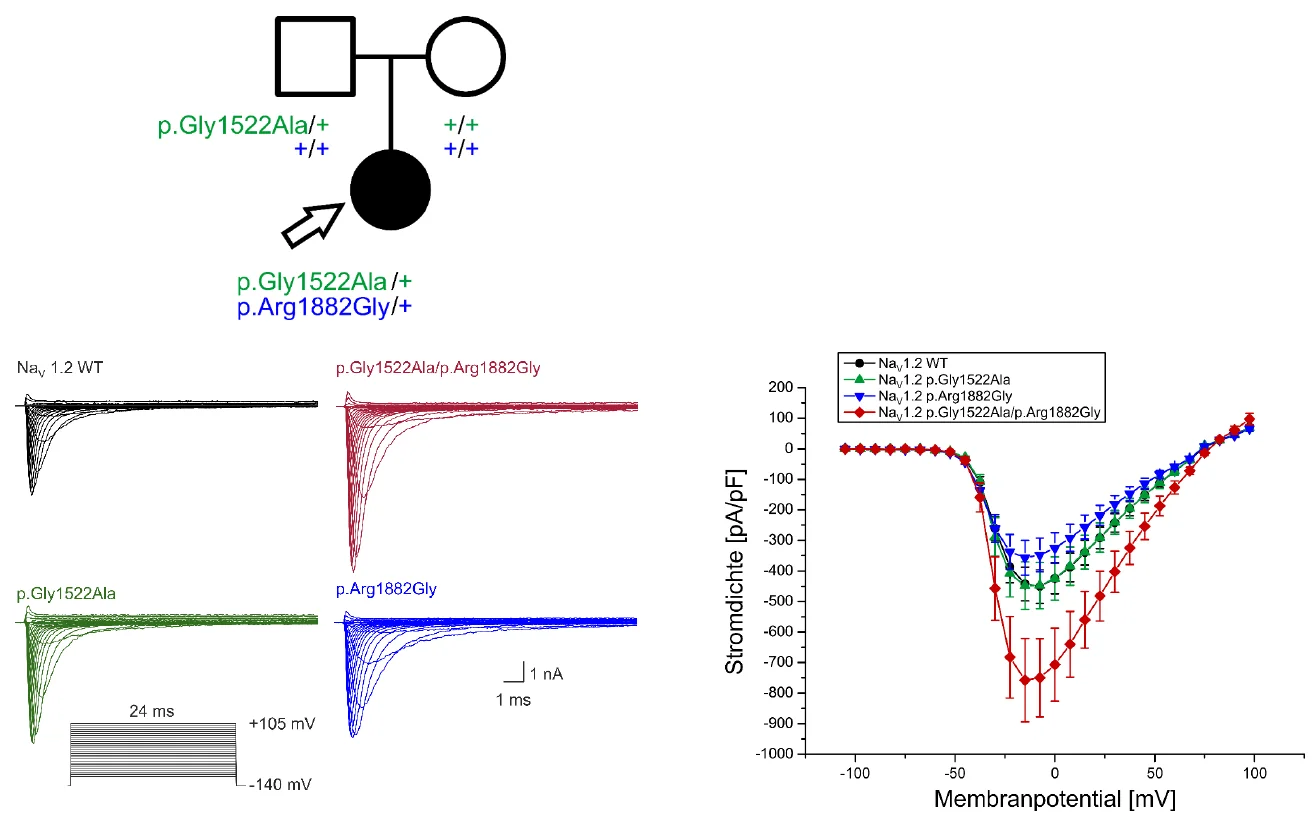 p.Gly1522Ala/+
+/+
+/+
+/+
p.Gly1522Ala/+
p.Arg1882Gly/+
NaV 1.2 WT
p.Gly1522Ala/p.Arg1882Gly
p.Gly1522Ala
p.Arg1882Gly
1 nA
1 ms
24 ms
+105 mV
-140 mV
NaV1.2 WT
NaV1.2 p.Gly1522Ala
NaV1.2 p.Arg1882Gly
NaV1.2 p.Gly1522Ala/p.Arg1882Gly
200
100
0
-100
-200
-300
-400
-500
-600
-700
-800
-900
-1000
Stromdichte [pA/pF]
-100
-50
0
50
100
Membranpotential [mV]